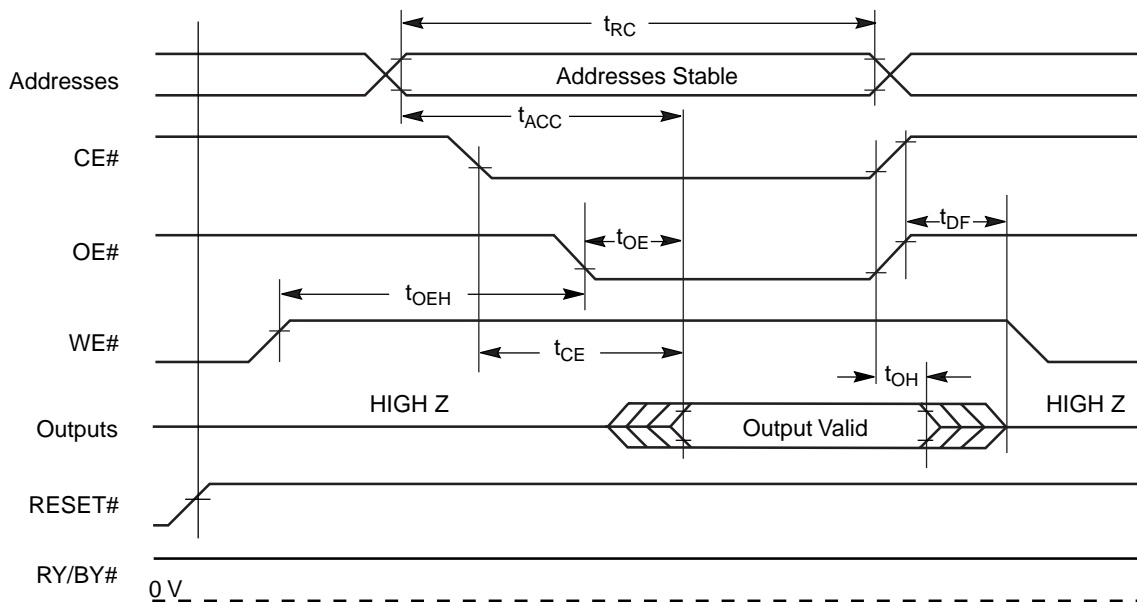 tRC
Addresses
Addresses Stable
tACC
CE#
tDF
OE#
tOE
tOEH
WE#
tCE
tOH
HIGH Z
HIGH Z
Outputs
Output Valid
RESET#
RY/BY#
0 V